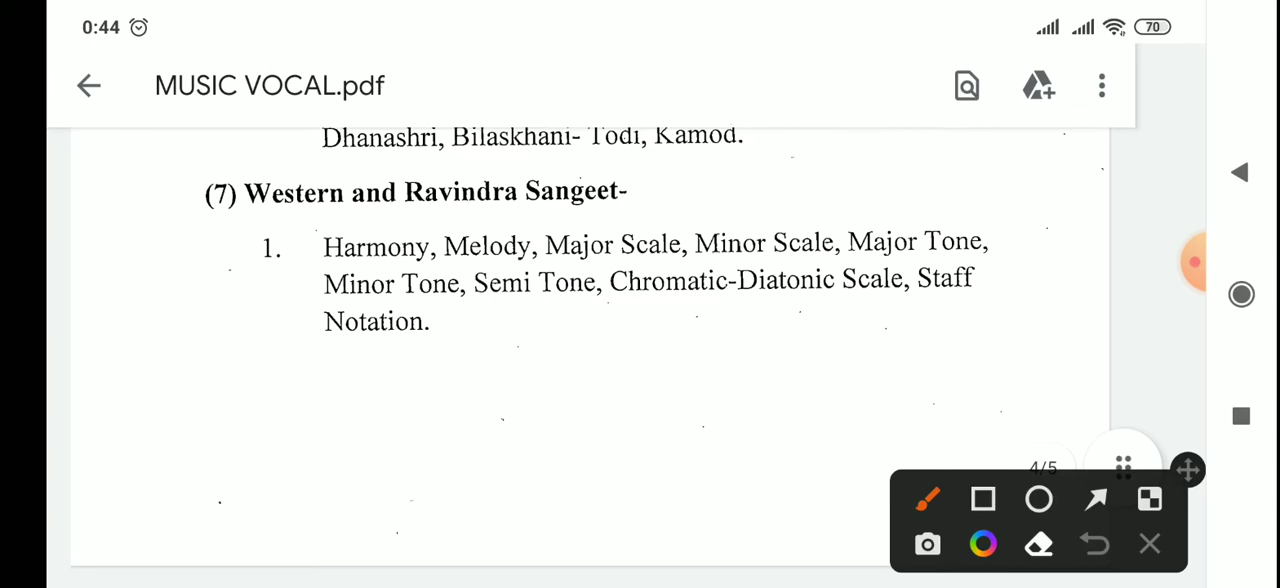 0:44 70
MUSIC VOCAL.pdf
Dhanashri, Bilaskhani- Todi, Kamod.
(7) Western and Ravindra Sangeet-
1. Harmony, Melody, Major Scale, Minor Scale, Major Tone,
Minor Tone, Semi Tone, Chromatic-Diatonic Scale, Staff
Notation.
4/5